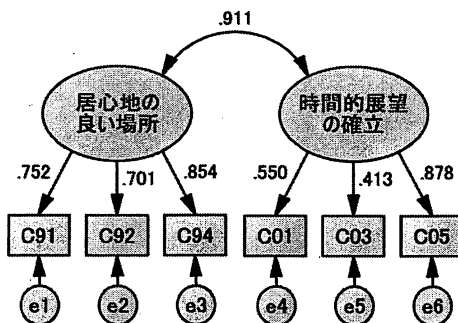 .911
居心地の
良い場所
時間的展望
の確立
.752
.701
.854
.550
.413
.878
C91
C92
C94
C01
C03
C05
e1
e2
e3
e4
e5
e6